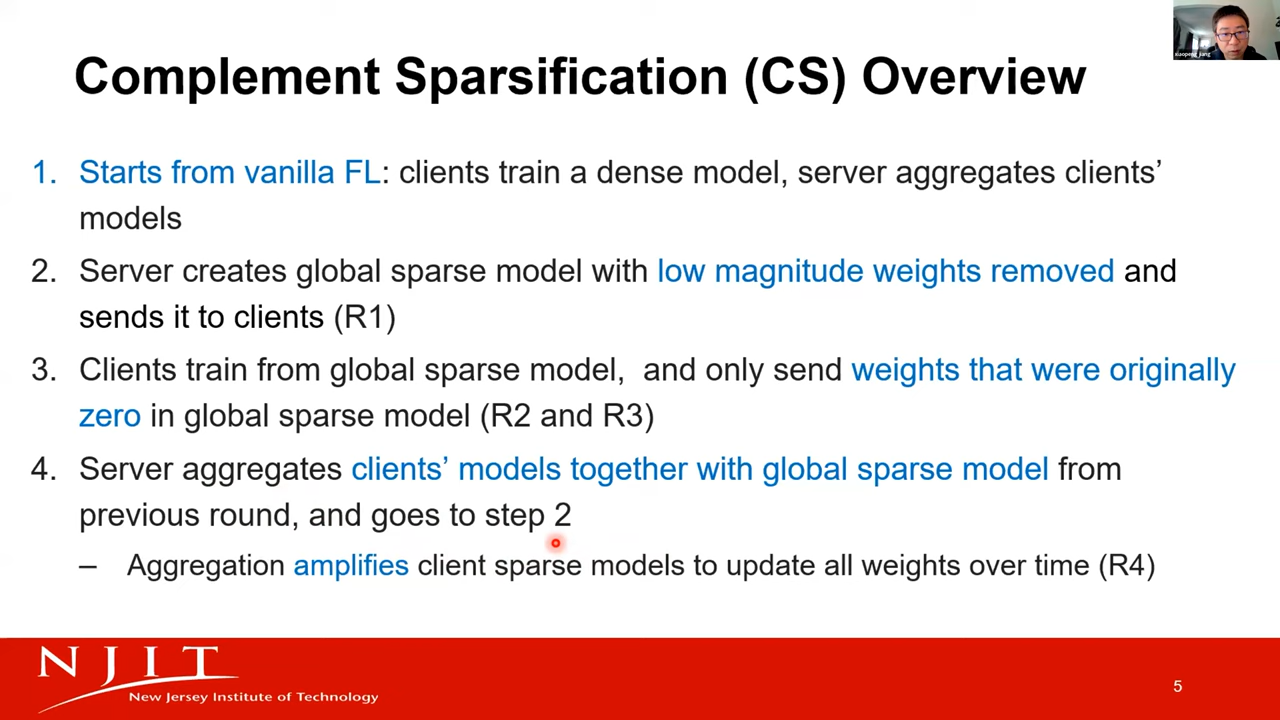 Complement Sparsification (CS) Overview
xiaopeng_jiang
1. Starts from vanilla FL: clients train a dense model, server aggregates clients’
models
2. Server creates global sparse model with low magnitude weights removed and
sends it to clients (R1)
3. Clients train from global sparse model, and only send weights that were originally
zero in global sparse model (R2 and R3)
4. Server aggregates clients’ models together with global sparse model from
previous round, and goes to step 2
– Aggregation amplifies client sparse models to update all weights over time (R4)
NJIT
New Jersey Institute of Technology
5